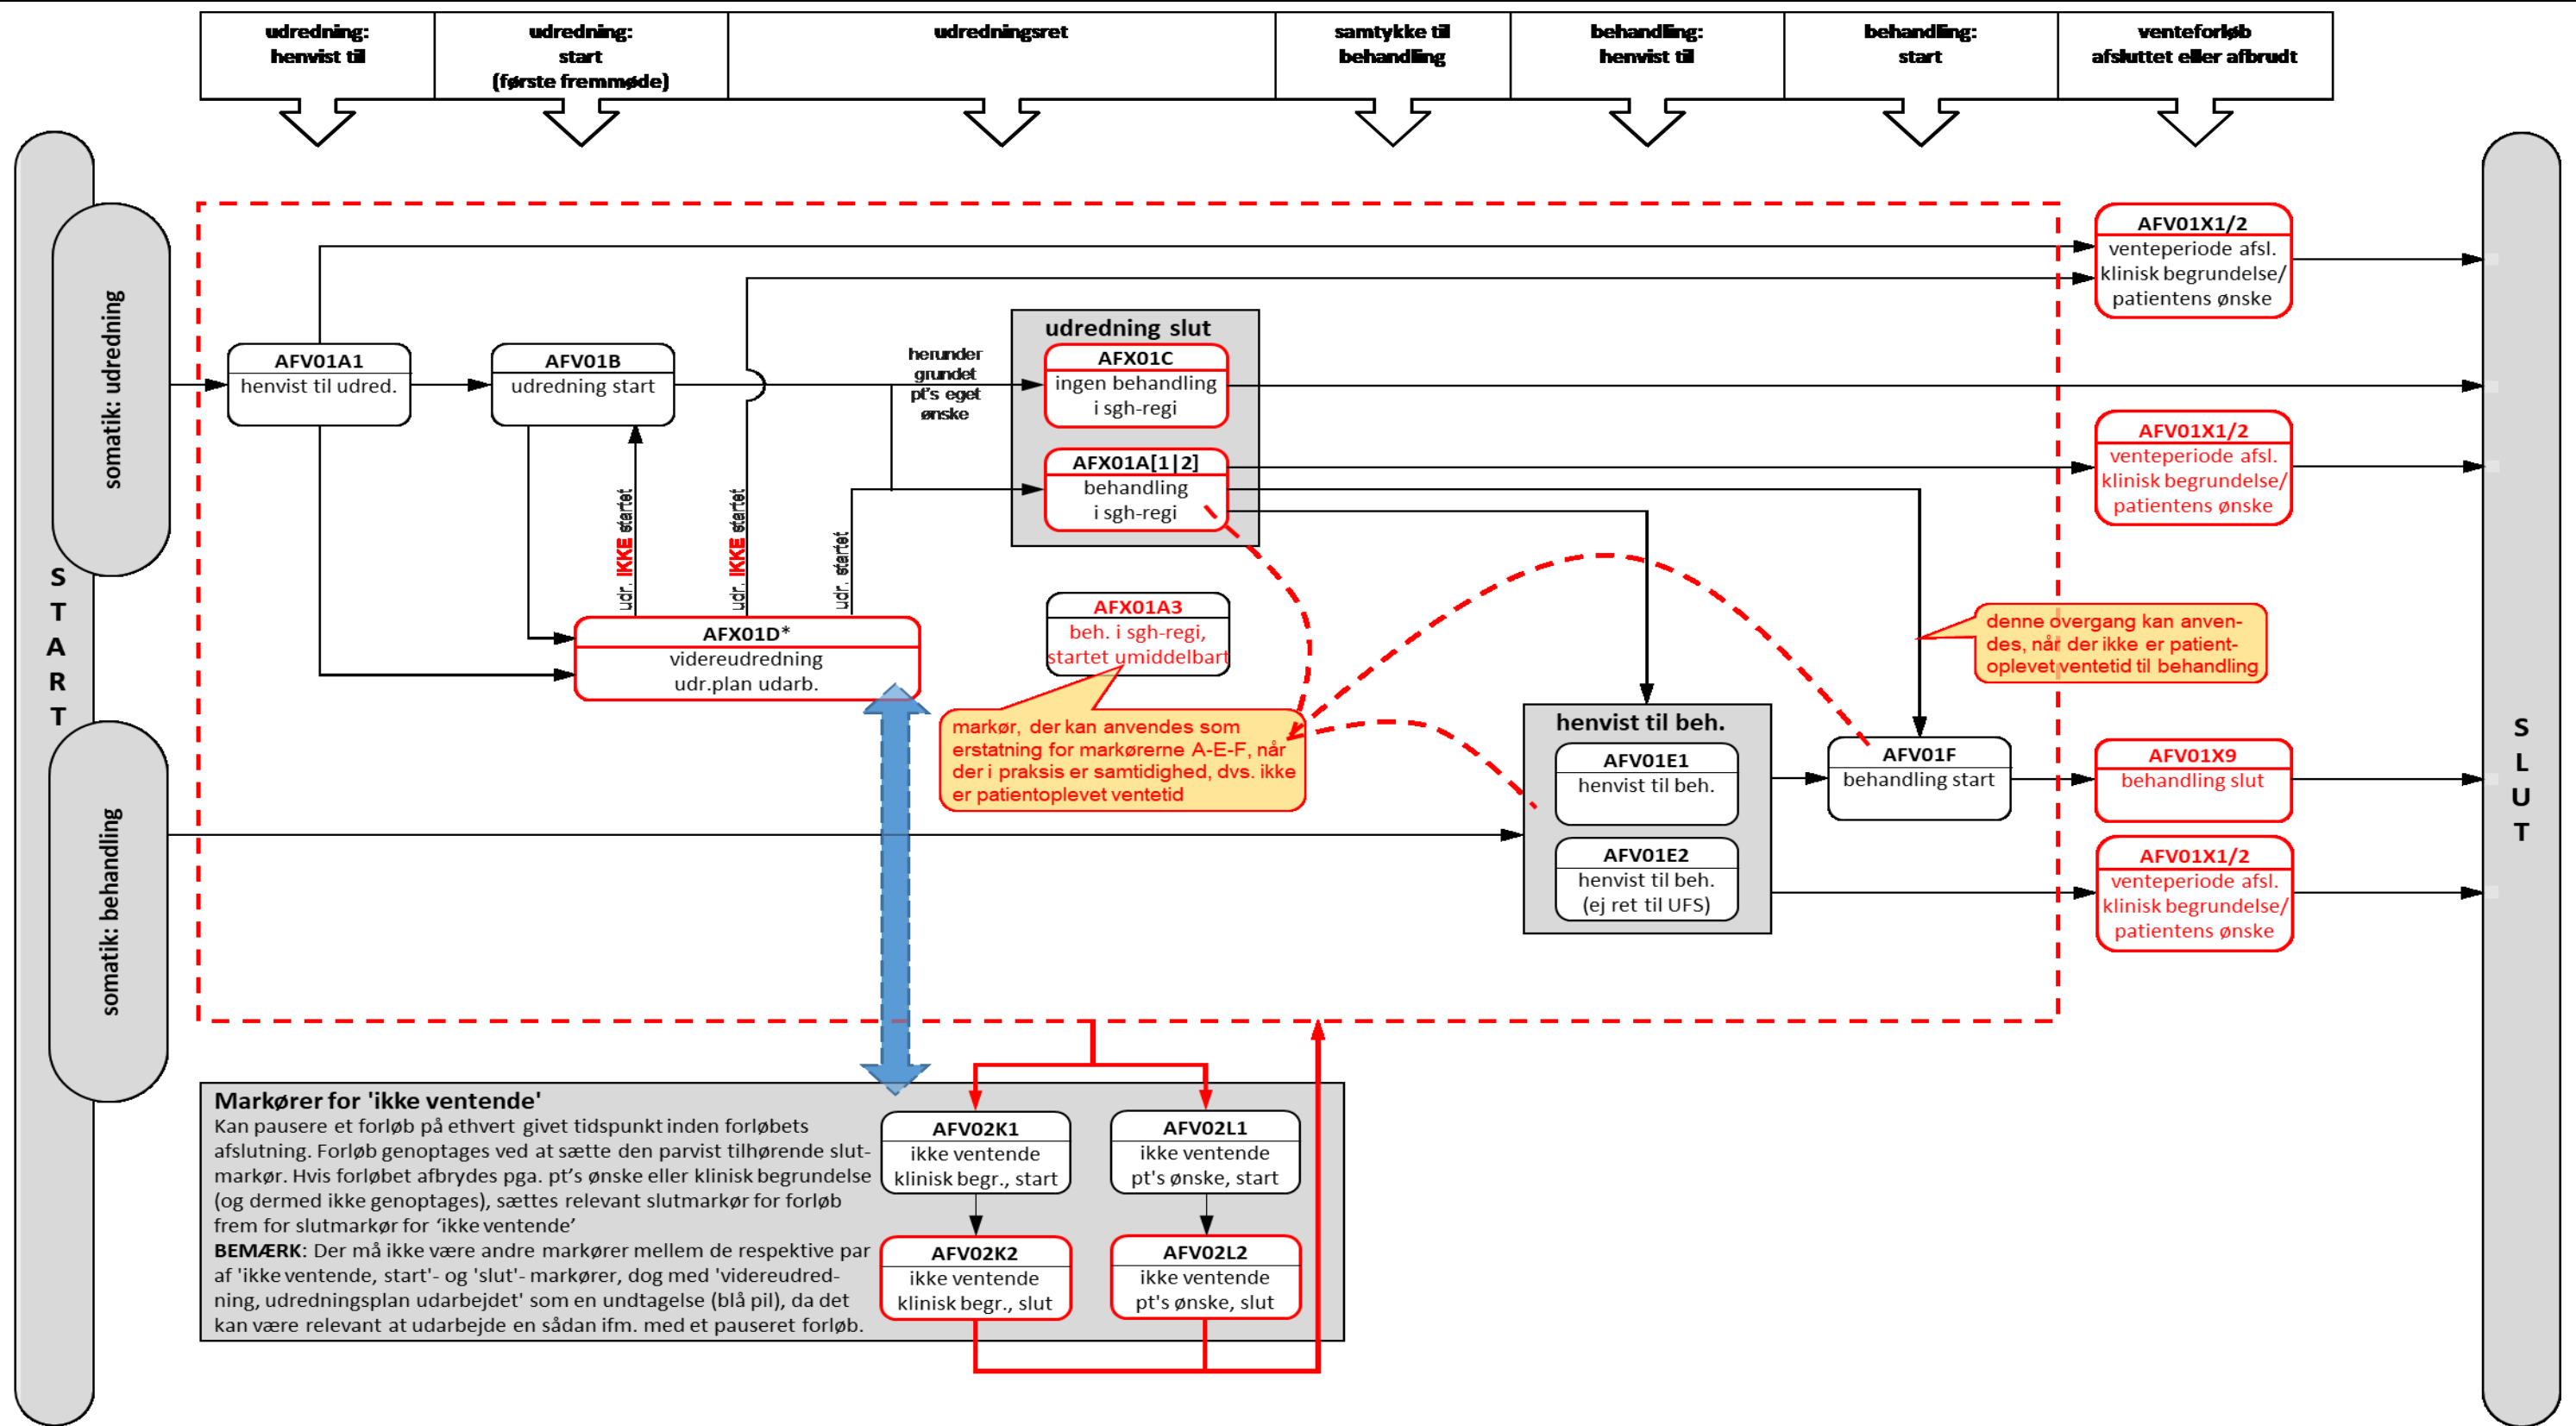 udredning:
henvist til
udredning:
start
(første fremmøde)
udredningsret
samtykke til
behandling
behandling:
henvist til
behandling:
start
venteforløb
afsluttet eller afbrudt
START
somatik: udredning
somatik: behandling
AFV01A1
henvist til udred.
AFV01B
udredning start
herunder
grundet
pt's eget
ønske
udredning slut
AFX01C
ingen behandling
i sgh-regi
AFX01A[1|2]
behandling
i sgh-regi
AFV01X1/2
venteperiode afsl.
klinisk begrundelse/
patientens ønske
AFV01X1/2
venteperiode afsl.
klinisk begrundelse/
patientens ønske
udr. IKKE startet
udr. IKKE startet
udr. startet
AFX01D*
videreudredning
udr.plan udarb.
AFX01A3
beh. i sgh-regi,
startet umiddelbart
markør, der kan anvendes som
erstatning for markørerne A-E-F, når
der i praksis er samtidighed, dvs. ikke
er patientoplevet ventetid
denne overgang kan anven-
des, når der ikke er patient-
oplevet ventetid til behandling
henvist til beh.
AFV01E1
henvist til beh.
AFV01E2
henvist til beh.
(ej ret til UFS)
AFV01F
behandling start
AFV01X9
behandling slut
AFV01X1/2
venteperiode afsl.
klinisk begrundelse/
patientens ønske
SLUT
Markører for 'ikke ventende'
Kan pausere et forløb på ethvert givet tidspunkt inden forløbets
afslutning. Forløb genoptages ved at sætte den parvist tilhørende slut-
markør. Hvis forløbet afbrydes pga. pt’s ønske eller klinisk begrundelse
(og dermed ikke genoptages), sættes relevant slutmarkør for forløb
frem for slutmarkør for ‘ikke ventende’
BEMÆRK: Der må ikke være andre markører mellem de respektive par
af 'ikke ventende, start'- og 'slut'- markører, dog med 'videreudred-
ning, udredningsplan udarbejdet' som en undtagelse (blå pil), da det
kan være relevant at udarbejde en sådan ifm. med et pauseret forløb.
AFV02K1
ikke ventende
klinisk begr., start
AFV02L1
ikke ventende
pt's ønske, start
AFV02K2
ikke ventende
klinisk begr., slut
AFV02L2
ikke ventende
pt's ønske, slut